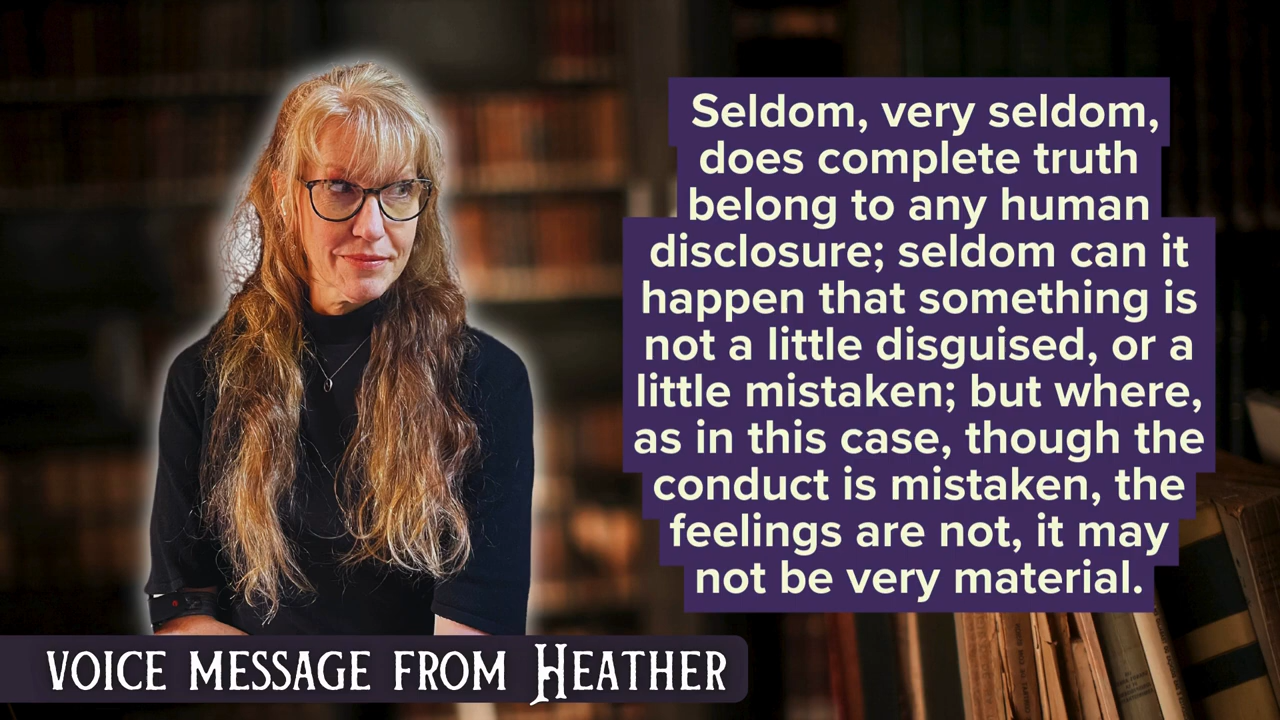 Seldom, very seldom,
does complete truth
belong to any human
disclosure; seldom can it
happen that something is
not a little disguised, or a
little mistaken; but where,
as in this case, though the
conduct is mistaken, the
feelings are not, it may
not be very material.
VOICE MESSAGE FROM HEATHER